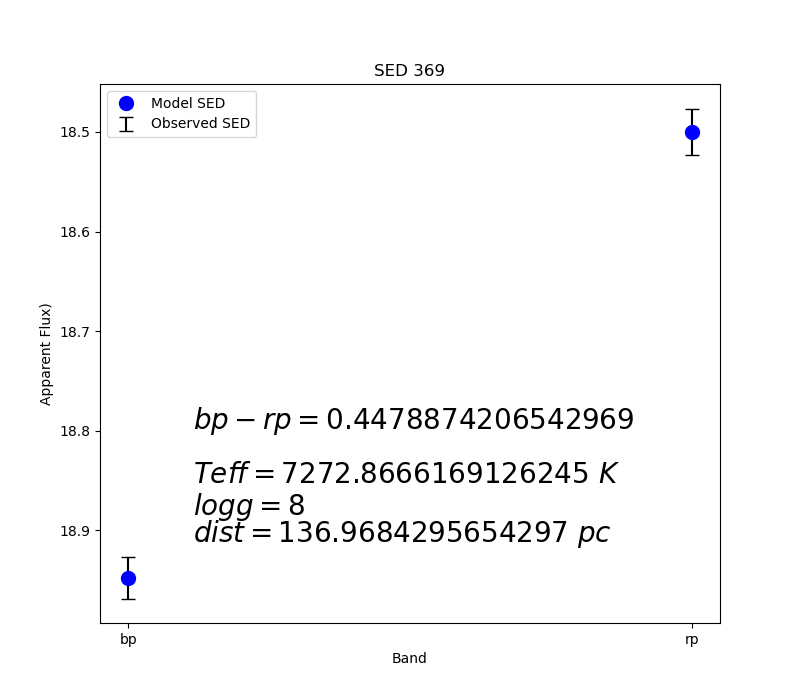 SED 369
Model SED
Observed SED
18.5
18.6
18.7
18.8
18.9
Apparent Flux)
bp − rp = 0.4478874206542969
Teff = 7272.8666169126245 K
logg = 8
dist = 136.9684295654297 pc
bp
rp
Band